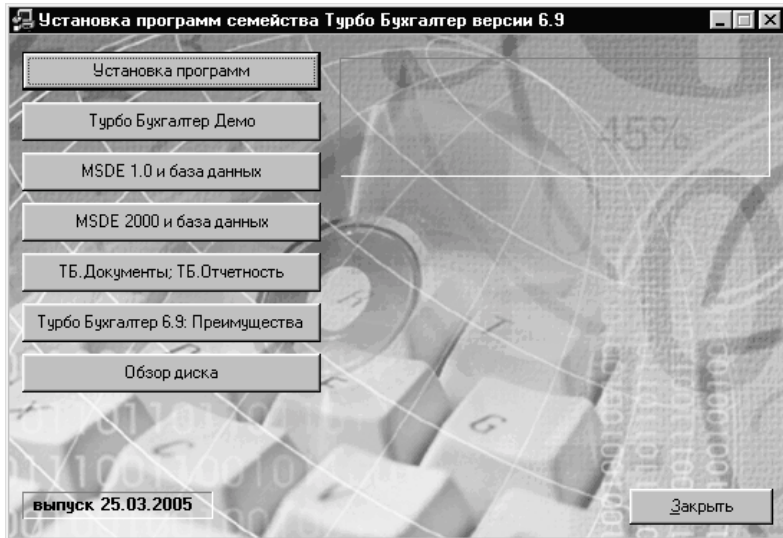 Установка программ семейства Турбо Бухгалтер версии 6.9
Установка программ
Турбо Бухгалтер Демо
MSDE 1.0 и база данных
MSDE 2000 и база данных
ТБ.Документы; ТБ.Отчетность
Турбо Бухгалтер 6.9: Преимущества
Обзор диска
45%
выпуск 25.03.2005
Закрыть